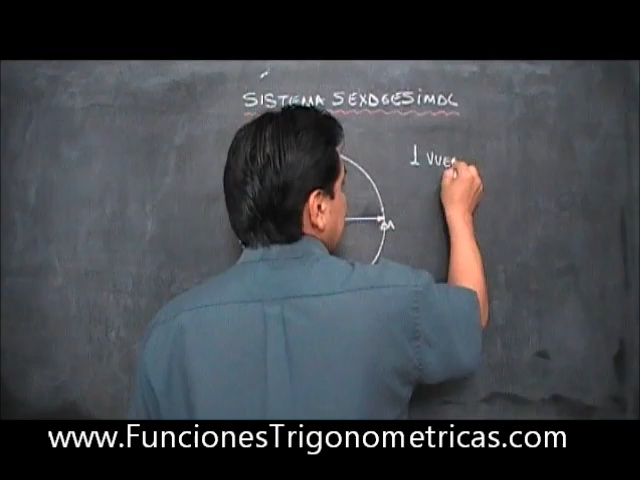 SISTEMA SEXAGESIMAL
1 VUE
A
www.FuncionesTrigonometricas.com